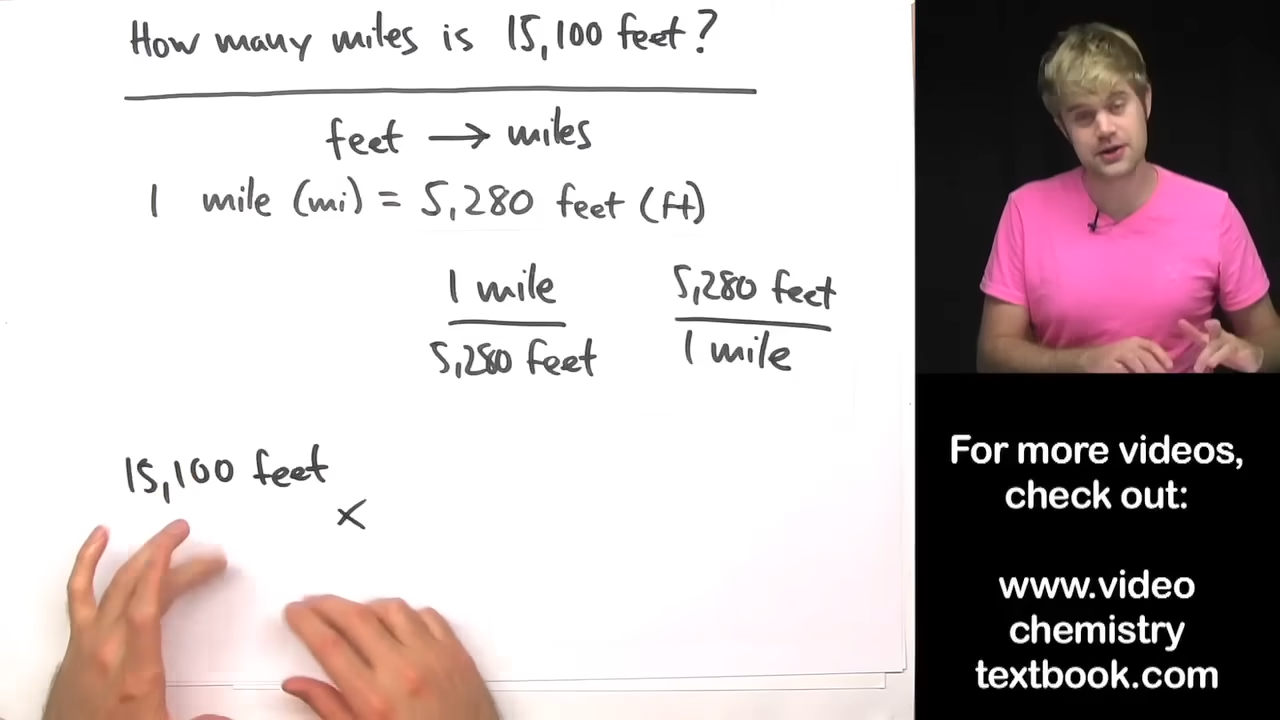 How many miles is 15,100 feet?
feet → miles
1 mile (mi) = 5,280 feet (ft)
1 mile 5,280 feet
5,280 feet 1 mile
15,100 feet
×
For more videos,
check out:
www.video
chemistry
textbook.com